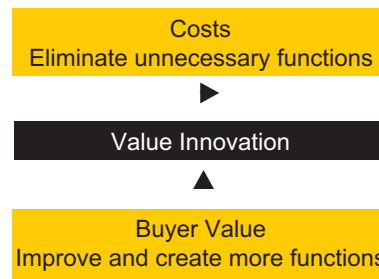 Costs
Eliminate unnecessary functions
Value Innovation
Buyer Value
Improve and create more functions